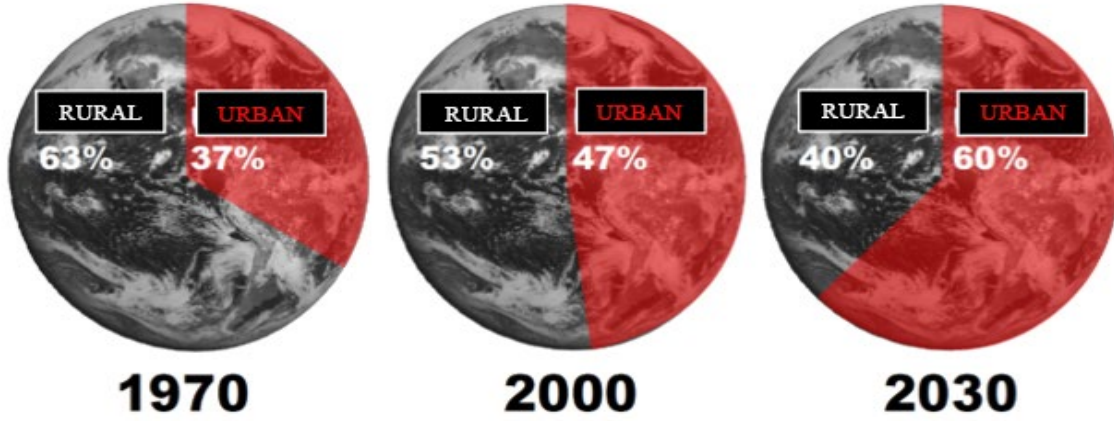 RURAL URBAN
63% 37%
1970
RURAL URBAN
53% 47%
2000
RURAL URBAN
40% 60%
2030